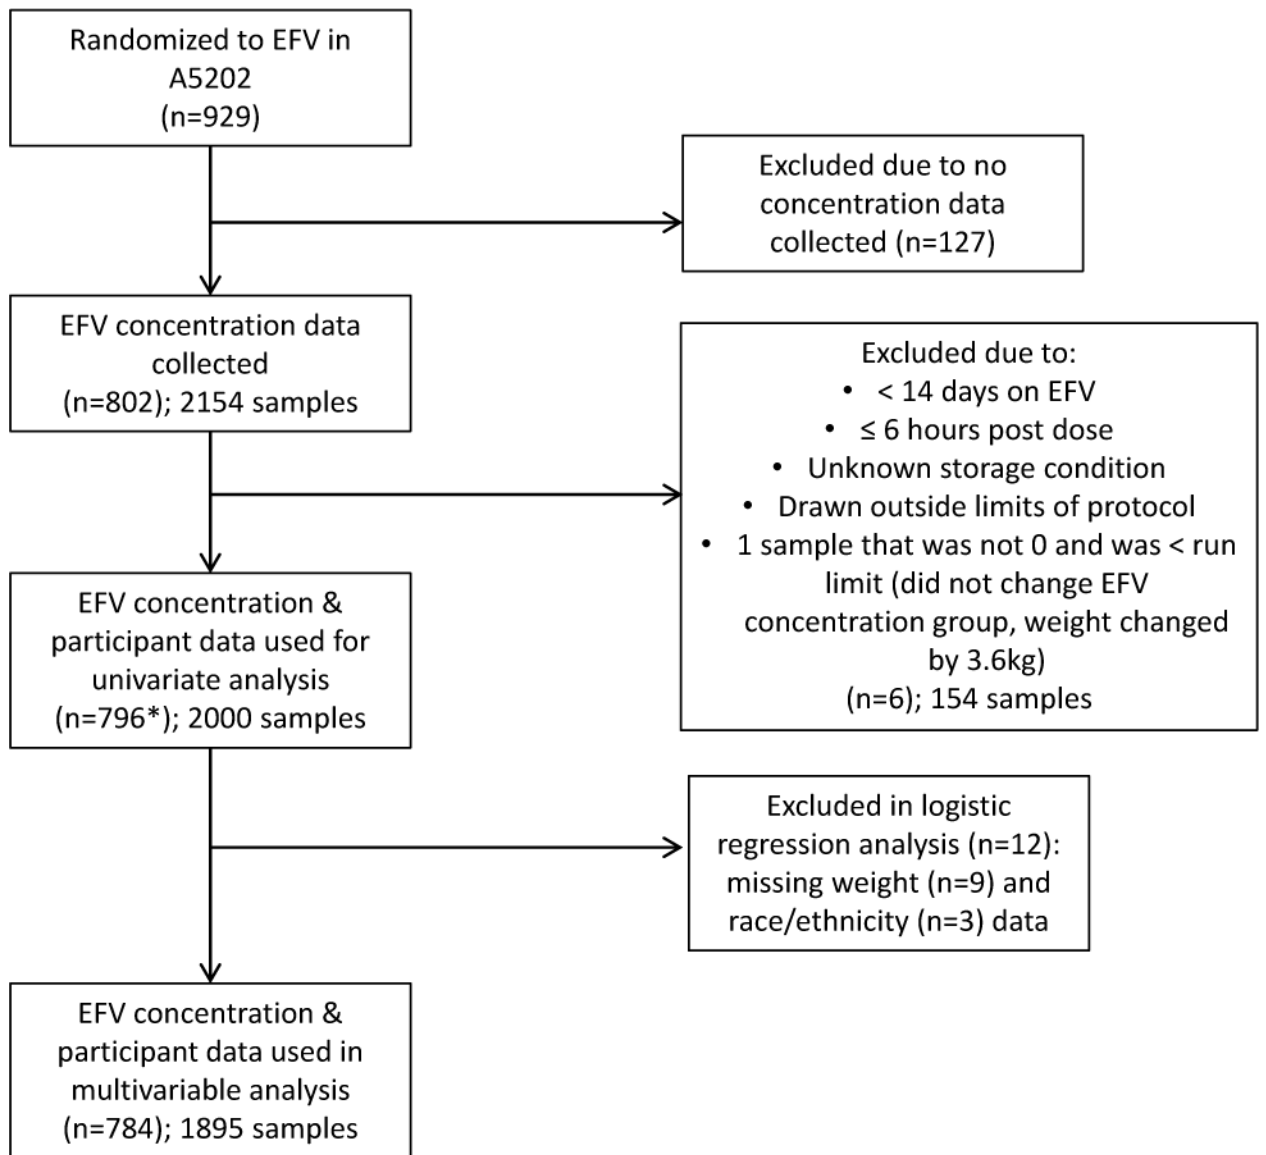 Randomized to EFV in
A5202
(n=929)
Excluded due to no
concentration data
collected (n=127)
EFV concentration data
collected
(n=802); 2154 samples
Excluded due to:
• < 14 days on EFV
• ≤ 6 hours post dose
• Unknown storage condition
• Drawn outside limits of protocol
• 1 sample that was not 0 and was < run
limit (did not change EFV
concentration group, weight changed
by 3.6kg)
(n=6); 154 samples
EFV concentration &
participant data used for
univariate analysis
(n=796*); 2000 samples
Excluded in logistic
regression analysis (n=12):
missing weight (n=9) and
race/ethnicity (n=3) data
EFV concentration &
participant data used in
multivariable analysis
(n=784); 1895 samples